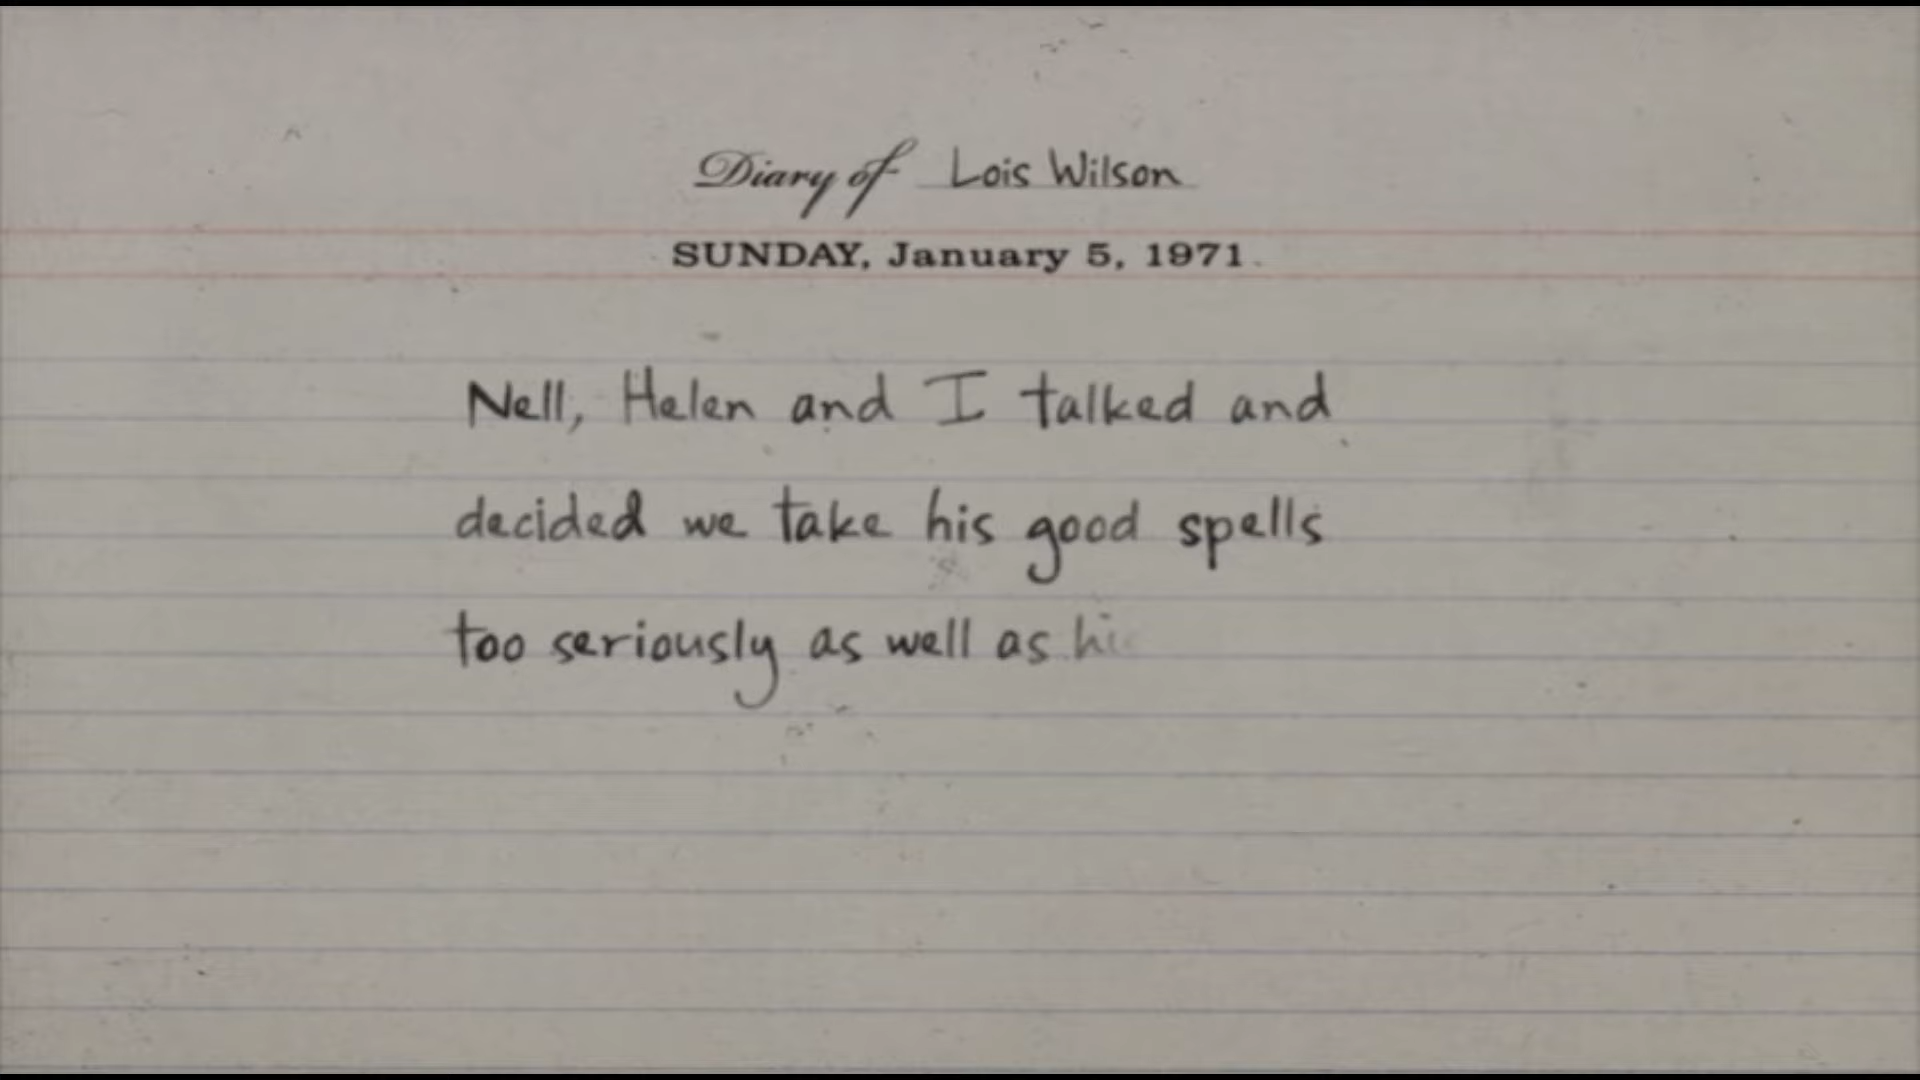 Diary of Lois Wilson
SUNDAY, January 5, 1971
Nell, Helen and I talked and
decided we take his good spells
too seriously as well as